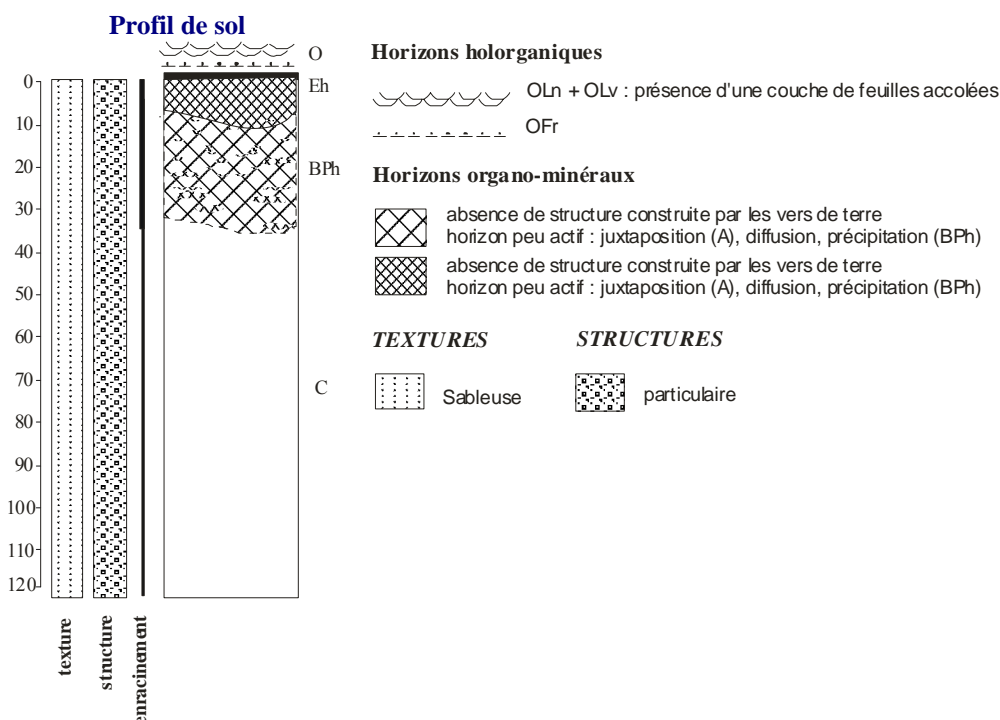 Profil de sol
0
10
20
30
40
50
60
70
80
90
100
110
120
texture
structure
enracinement
O
Eh
BPh
C
Horizons holorganiques
OLn + OLv : présence d'une couche de feuilles accolées
OFr
Horizons organo-minéraux
absence de structure construite par les vers de terre
horizon peu actif : juxtaposition (A), diffusion, précipitation (BPh)
absence de structure construite par les vers de terre
horizon peu actif : juxtaposition (A), diffusion, précipitation (BPh)
TEXTURES
STRUCTURES
Sableuse
particulaire